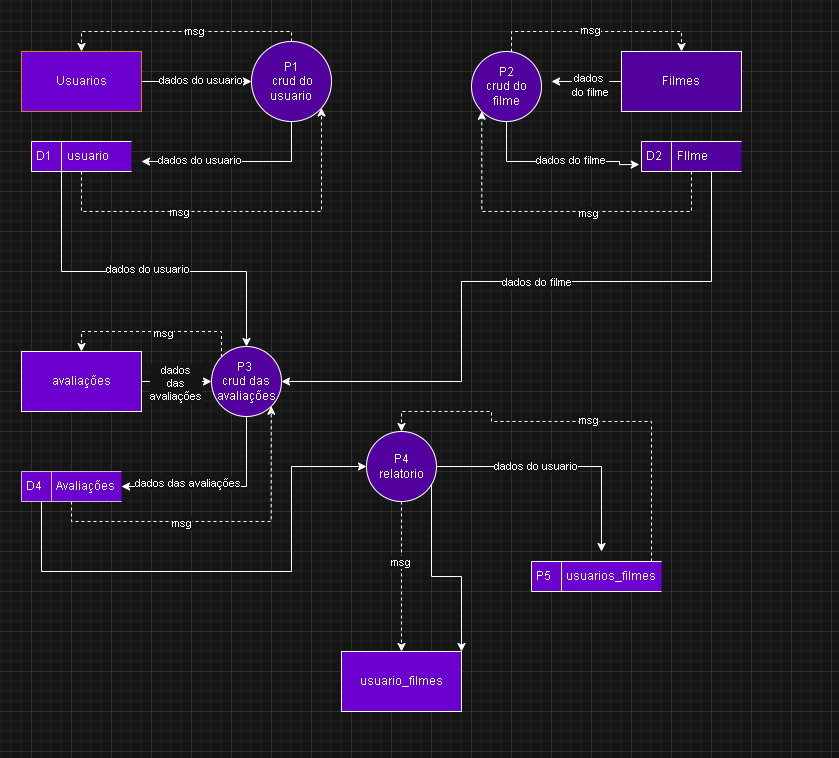 msg
msg
Usuarios
dados do usuario
P1
crud do
usuario
P2
crud do
filme
dados
do filme
Filmes
D1
usuario
dados do usuario
dados do filme
D2
FIlme
msg
msg
dados do usuario
dados do filme
msg
avaliações
dados
das
avaliações
P3
crud das
avaliações
msg
P4
relatorio
dados do usuario
D4
Avaliações
dados das avaliações
msg
msg
P5
usuarios_filmes
usuario_filmes